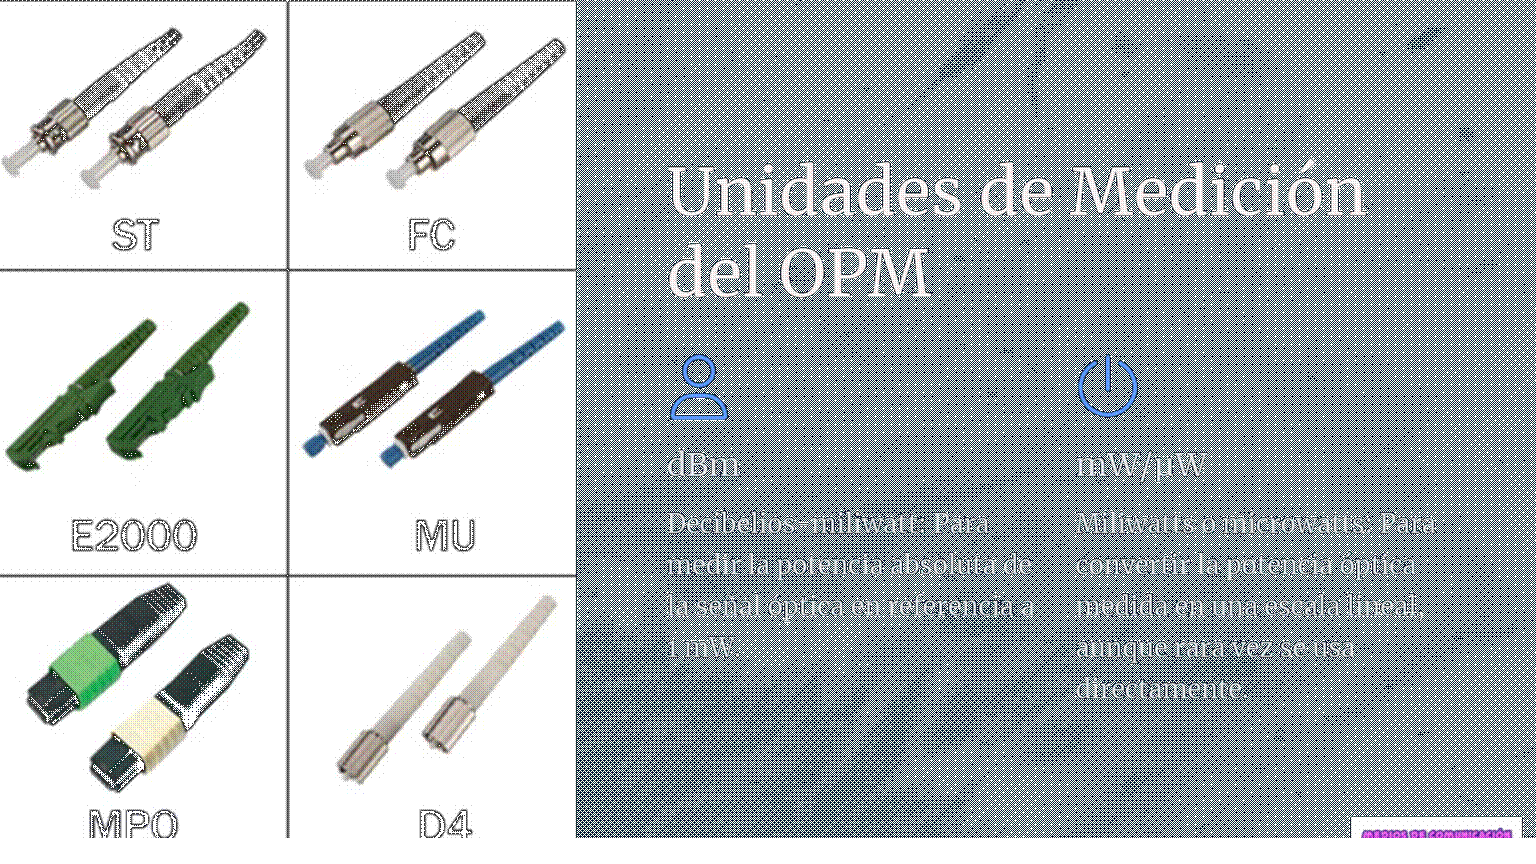 ST
FC
E2000
MU
MPO
D4
Unidades de Medición
del OPM
dBm
Decibelios-miliwatt: Para
medir la potencia absoluta de
la señal óptica en referencia a
1 mW.
mW/µW
Miliwatts o microwatts: Para
convertir la potencia óptica
medida en una escala lineal,
aunque rara vez se usa
directamente.
MEDIOS DE COMUNICACIÓN